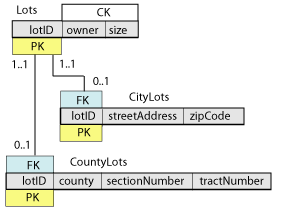 Lots
CK
lotID owner size
PK
1..1 1..1
0..1
FK CityLots
lotID streetAddress zipCode
PK
0..1
FK CountyLots
lotID county sectionNumber tractNumber
PK